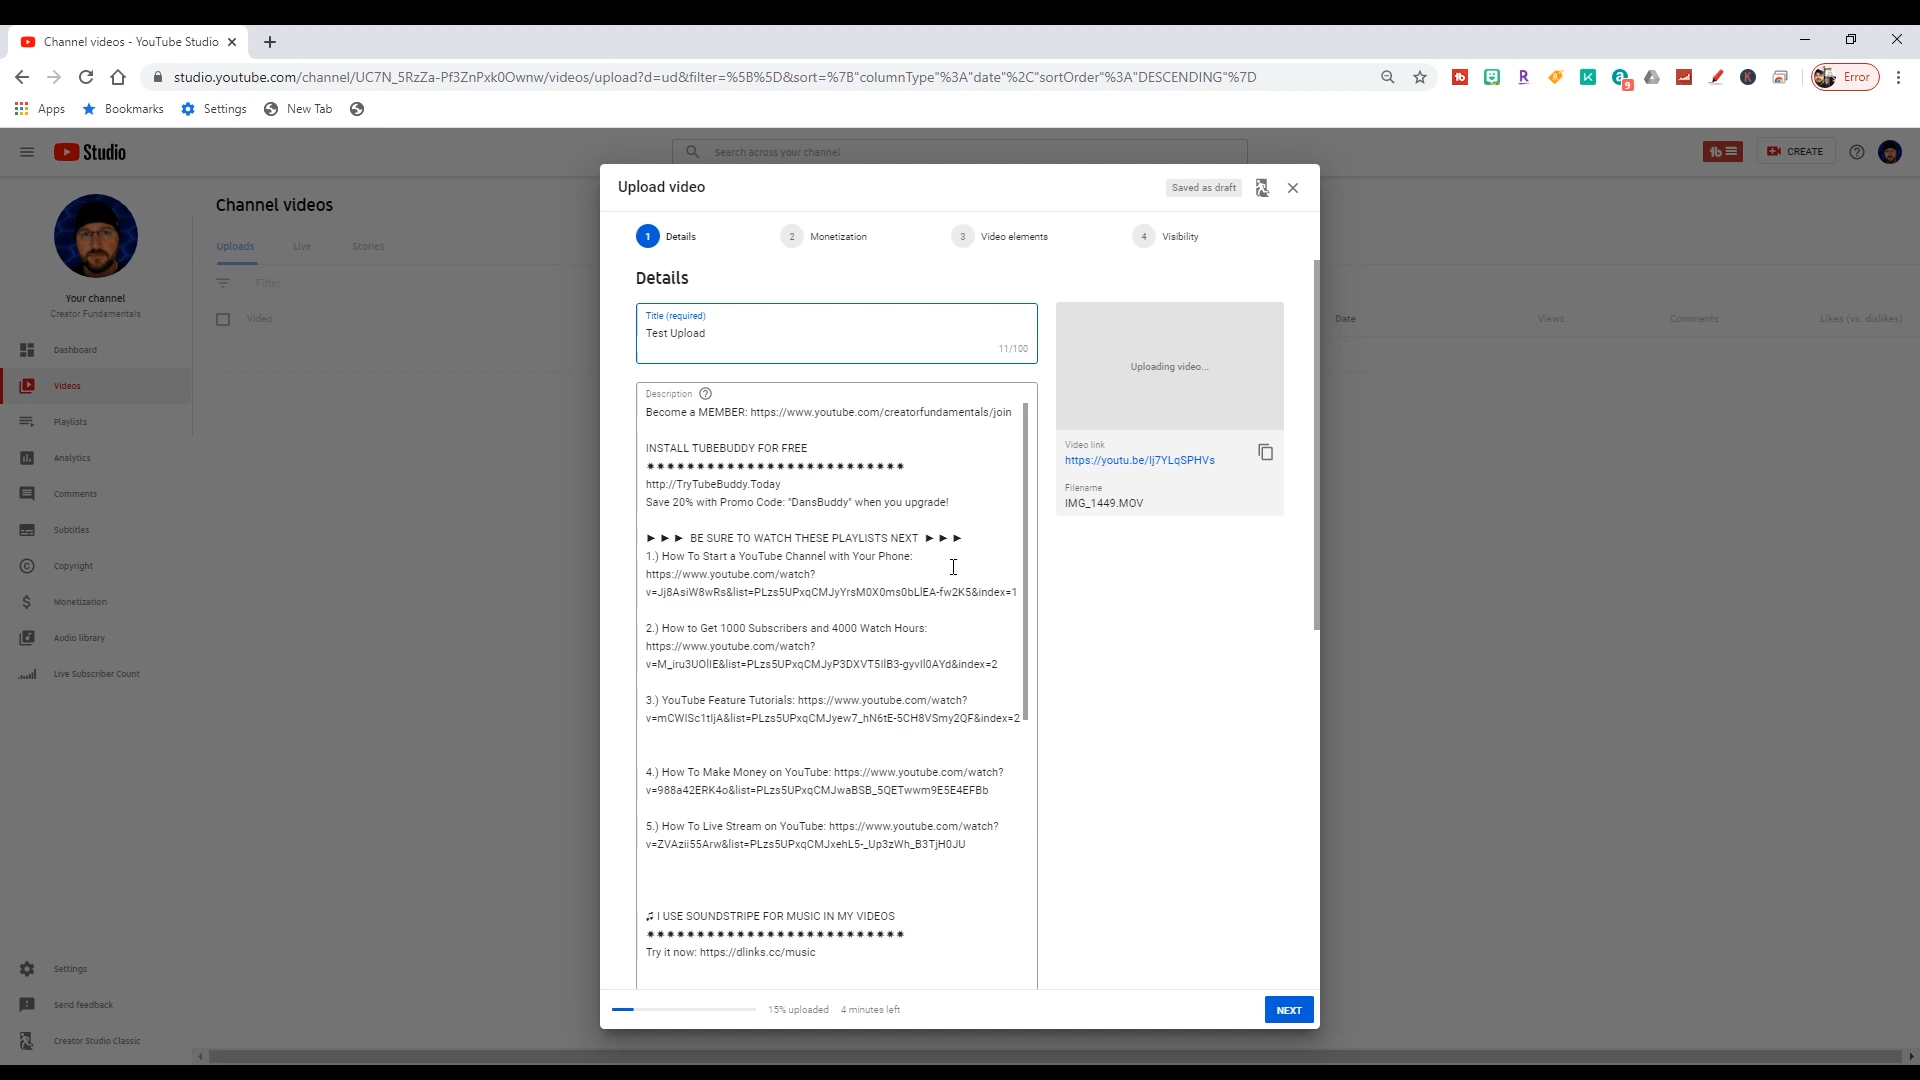 Channel videos - YouTube Studio
studio.youtube.com/channel/UC7N_5RzZa-Pf3ZnPxk0Ownw/videos/upload?d=ud&filter=%5B%5D&sort=%7B"columnType"%3A"date"%2C"sortOrder"%3A"DESCENDING"%7D
9
Error
Apps
Bookmarks
Settings
New Tab
Studio
Search across your channel
CREATE
Your channel
Creator Fundamentals
Dashboard
Videos
Playlists
Analytics
Comments
Subtitles
Copyright
Monetization
Audio library
Live Subscriber Count
Settings
Send feedback
Creator Studio Classic
Channel videos
Uploads
Live
Stories
Filter
Video
Date
Views
Comments
Likes (vs. dislikes)
Upload video
Saved as draft
1 Details
2 Monetization
3 Video elements
4 Visibility
Details
Title (required)
Test Upload
11/100
Description
Become a MEMBER: https://www.youtube.com/creatorfundamentals/join
INSTALL TUBEBUDDY FOR FREE
✷✷✷✷✷✷✷✷✷✷✷✷✷✷✷✷✷✷✷✷✷✷✷✷✷✷
http://TryTubeBuddy.Today
Save 20% with Promo Code: "DansBuddy" when you upgrade!
► ► ► BE SURE TO WATCH THESE PLAYLISTS NEXT ► ► ►
1.) How To Start a YouTube Channel with Your Phone:
https://www.youtube.com/watch?
v=Jj8AsiW8wRs&list=PLzs5UPxqCMJyYrsM0X0ms0bLlEA-fw2K5&index=1
2.) How to Get 1000 Subscribers and 4000 Watch Hours:
https://www.youtube.com/watch?
v=M_iru3UOlIE&list=PLzs5UPxqCMJyP3DXVT5IlB3-gyvIl0AYd&index=2
3.) YouTube Feature Tutorials: https://www.youtube.com/watch?
v=mCWISc1tIjA&list=PLzs5UPxqCMJyew7_hN6tE-5CH8VSmy2QF&index=2
4.) How To Make Money on YouTube: https://www.youtube.com/watch?
v=988a42ERK4o&list=PLzs5UPxqCMJwaBSB_5QETwwm9E5E4EFBb
5.) How To Live Stream on YouTube: https://www.youtube.com/watch?
v=ZVAzii55Arw&list=PLzs5UPxqCMJxehL5-_Up3zWh_B3TjH0JU
♫ I USE SOUNDSTRIPE FOR MUSIC IN MY VIDEOS
✷✷✷✷✷✷✷✷✷✷✷✷✷✷✷✷✷✷✷✷✷✷✷✷✷✷
Try it now: https://dlinks.cc/music
Uploading video...
Video link
https://youtu.be/Ij7YLqSPHVs
Filename
IMG_1449.MOV
15% uploaded
4 minutes left
NEXT